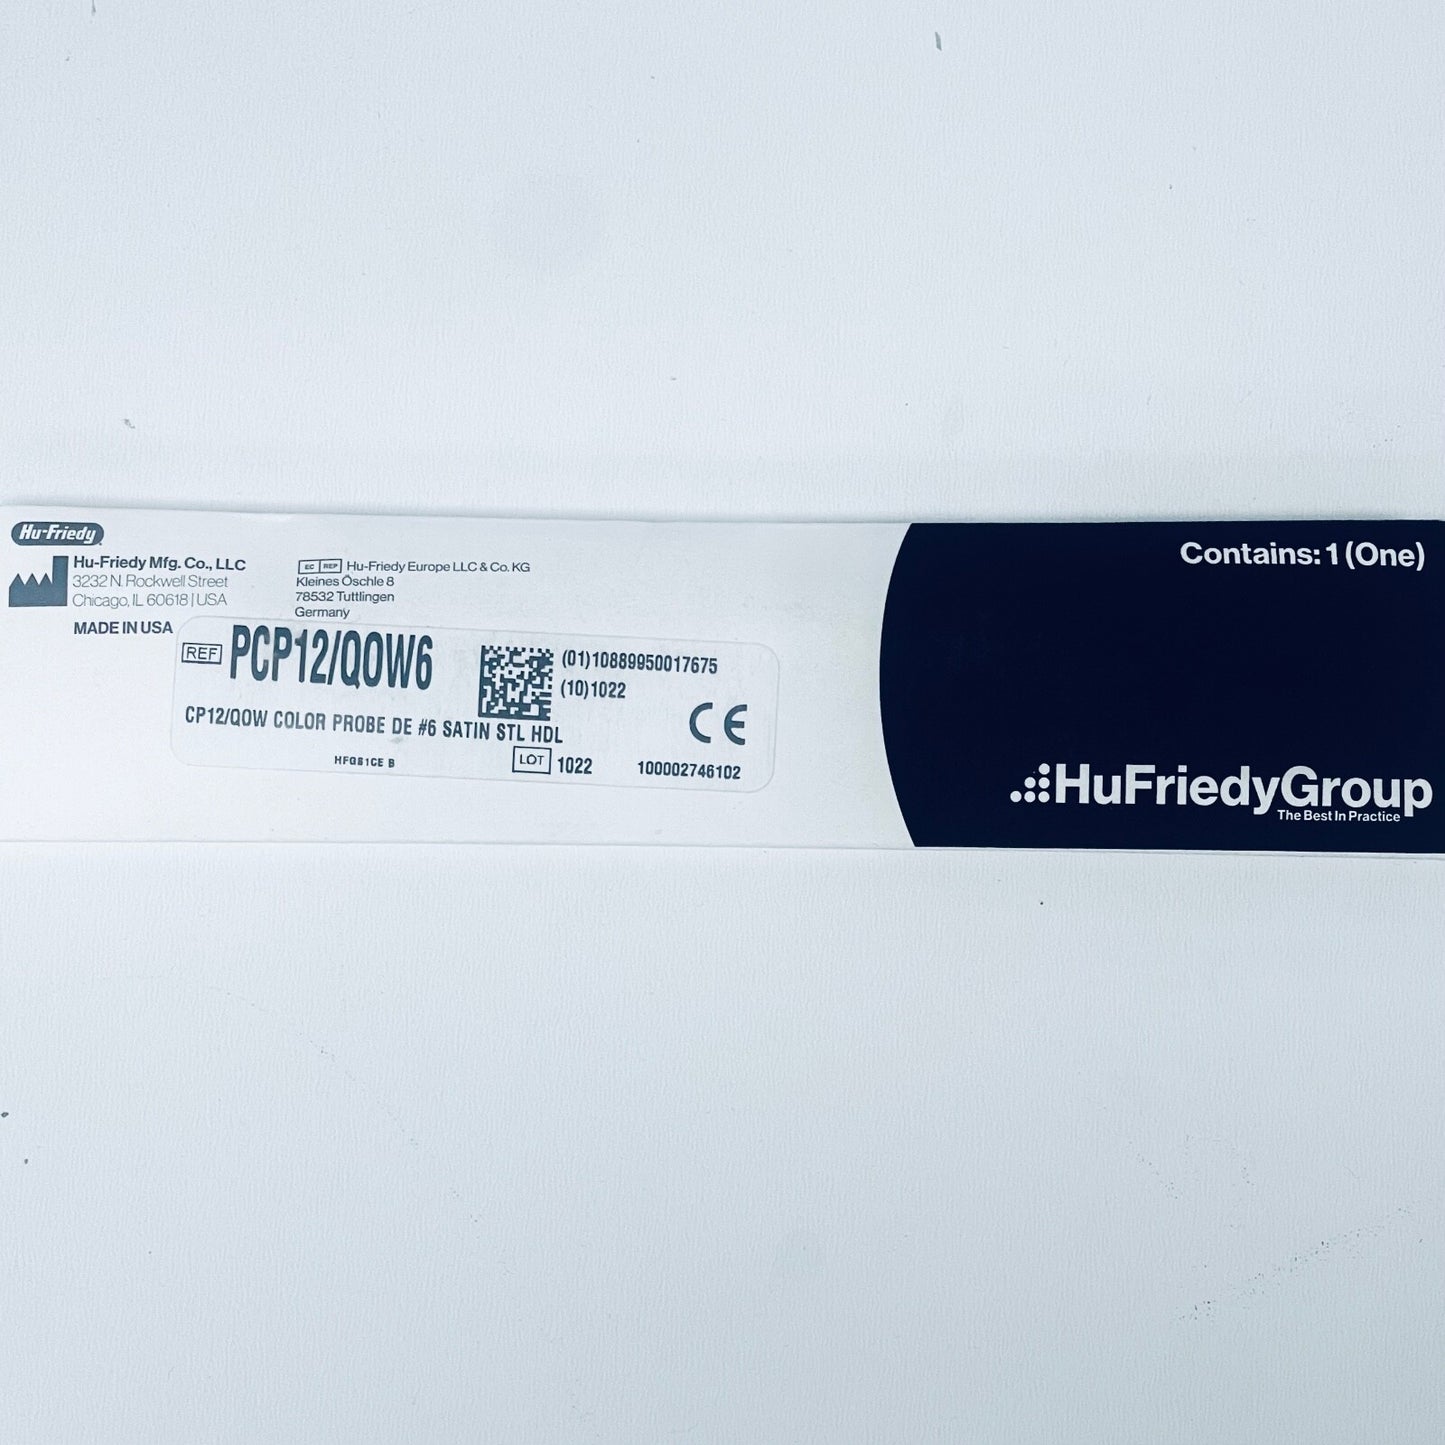 Hu-Friedy
Hu-Friedy Mfg. Co., LLC
3232 N. Rockwell Street
Chicago, IL 60618 | USA
MADE IN USA
EC REP Hu-Friedy Europe LLC & Co. KG
Kleines Öschle 8
78532 Tuttlingen
Germany
REF PCP12/QOW6
(01)10889950017675
(10)1022
CP12/QOW COLOR PROBE DE #6 SATIN STL HDL
CE
HFGS1CE B
LOT 1022
100002746102
Contains: 1 (One)
HuFriedyGroup
The Best In Practice